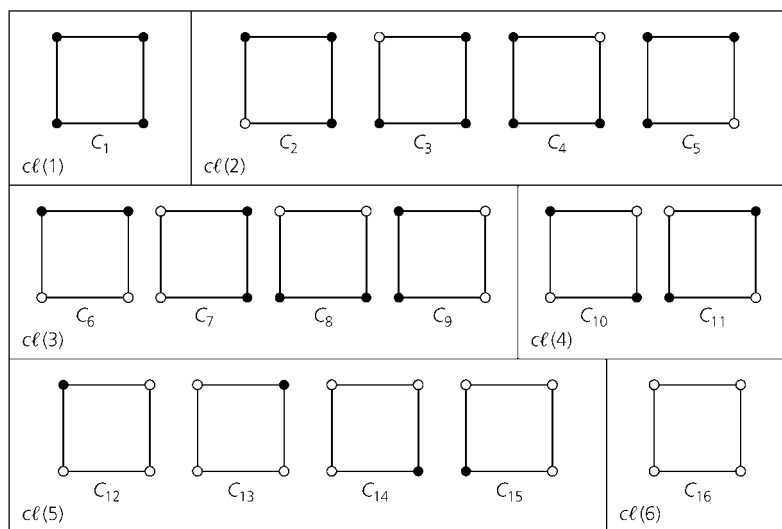 C₁ C₂ C₃ C₄ C₅
cℓ(1) cℓ(2)
C₆ C₇ C₈ C₉ C₁₀ C₁₁
cℓ(3) cℓ(4)
C₁₂ C₁₃ C₁₄ C₁₅ C₁₆
cℓ(5) cℓ(6)